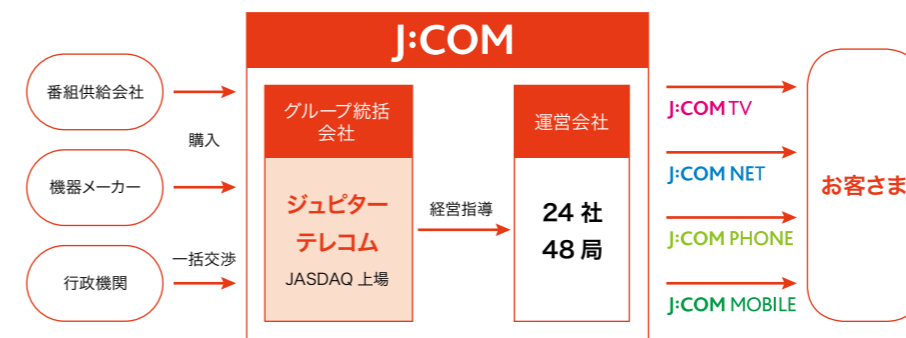 J:COM
番組供給会社
購入
機器メーカー
一括交渉
行政機関
グループ統括
会社
ジュピター
テレコム
JASDAQ 上場
経営指導
運営会社
24 社
48 局
J:COM TV
J:COM NET
J:COM PHONE
J:COM MOBILE
お客さま